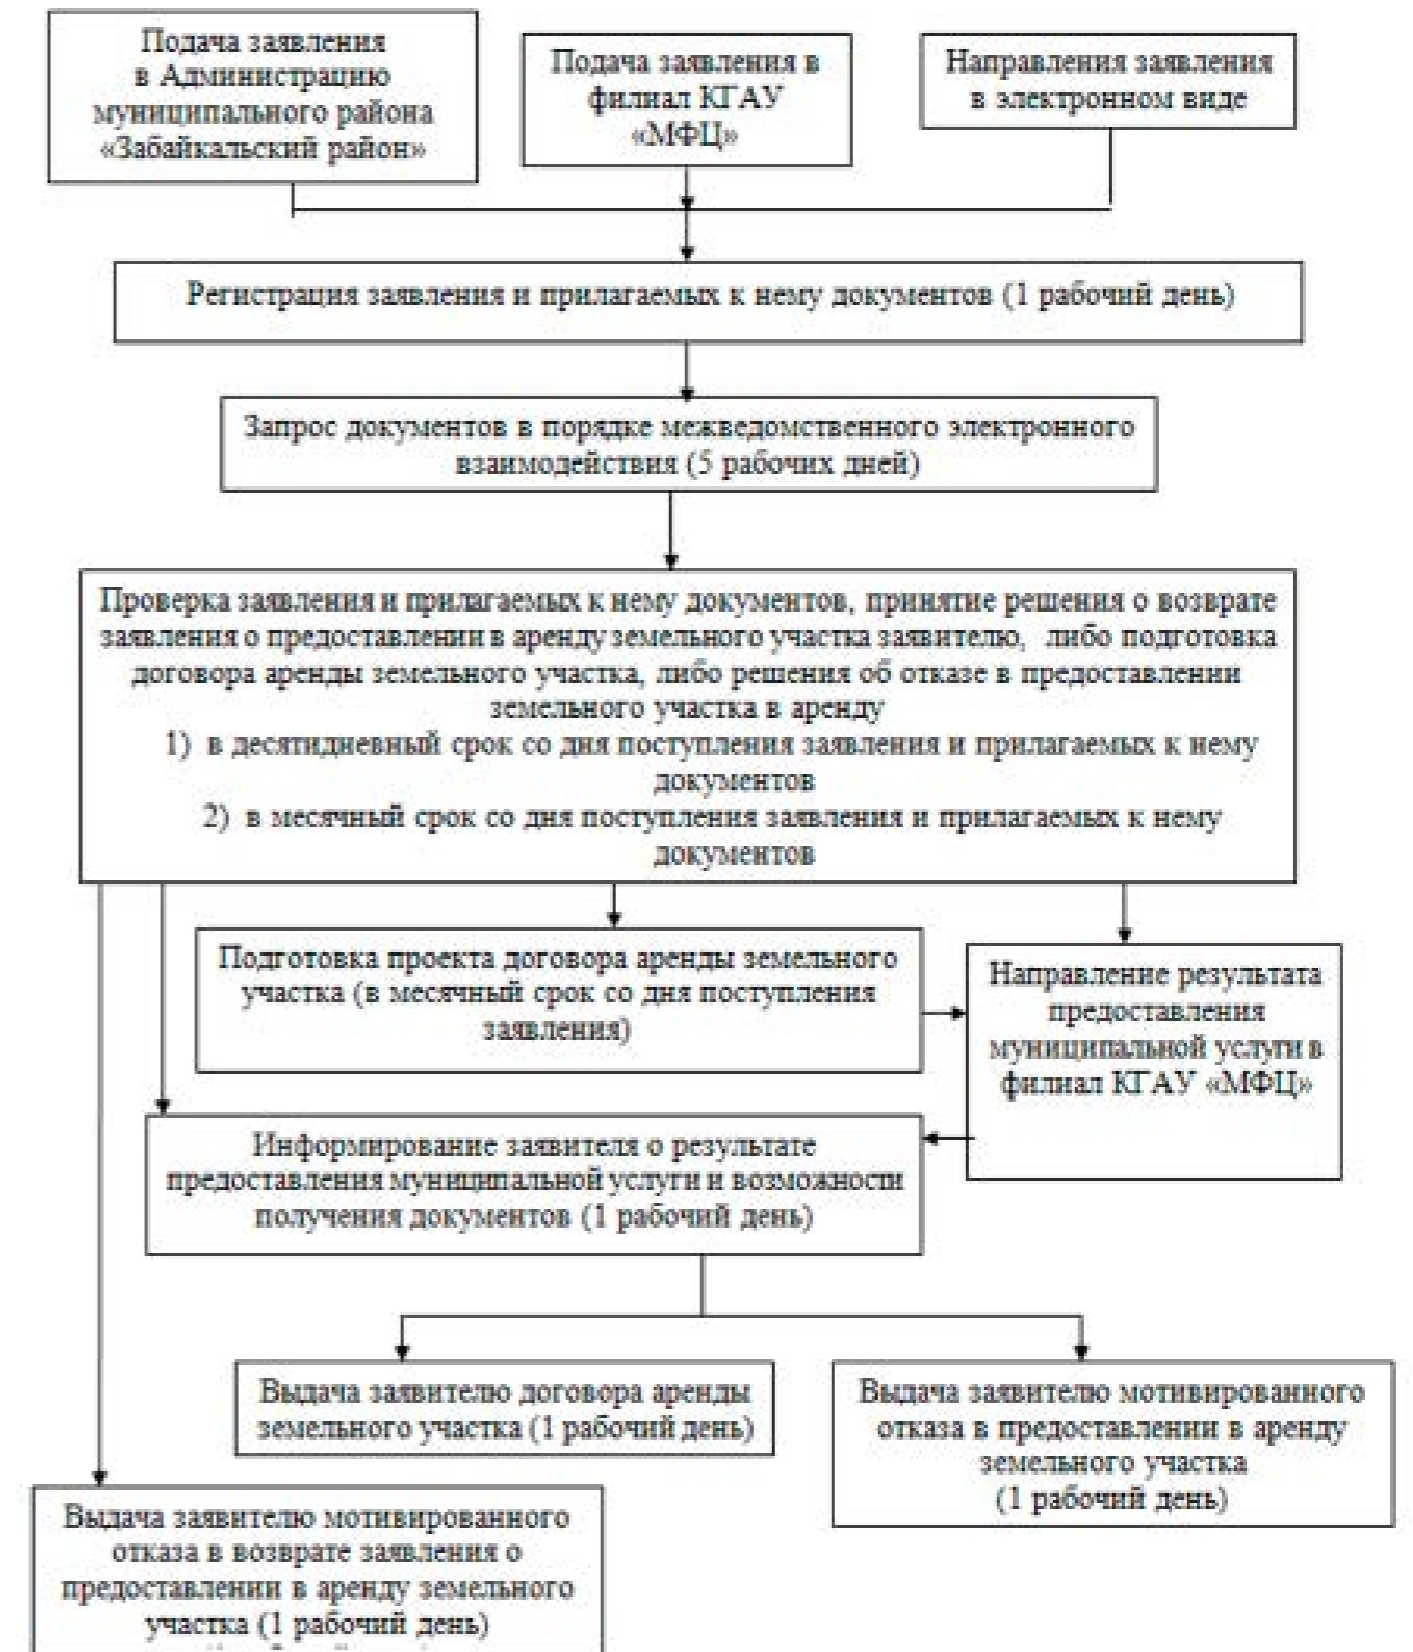 Подача заявления
в Администрацию
муниципального района
«Забайкальский район»
Подача заявления в
филиал КГАУ
«МФЦ»
Направления заявления
в электронном виде
Регистрация заявления и прилагаемых к нему документов (1 рабочий день)
Запрос документов в порядке межведомственного электронного
взаимодействия (5 рабочих дней)
Проверка заявления и прилагаемых к нему документов, принятие решения о возврате
заявления о предоставлении в аренду земельного участка заявителю, либо подготовка
договора аренды земельного участка, либо решения об отказе в предоставлении
земельного участка в аренду
1) в десятидневный срок со дня поступления заявления и прилагаемых к нему
документов
2) в месячный срок со дня поступления заявления и прилагаемых к нему
документов
Подготовка проекта договора аренды земельного
участка (в месячный срок со дня поступления
заявления)
Направление результата
предоставления
муниципальной услуги в
филиал КГАУ «МФЦ»
Информирование заявителя о результате
предоставления муниципальной услуги и возможности
получения документов (1 рабочий день)
Выдача заявителю договора аренды
земельного участка (1 рабочий день)
Выдача заявителю мотивированного
отказа в предоставлении в аренду
земельного участка
(1 рабочий день)
Выдача заявителю мотивированного
отказа в возврате заявления о
предоставлении в аренду земельного
участка (1 рабочий день)